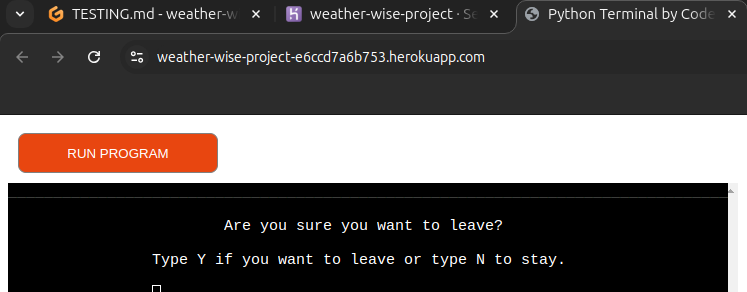 TESTING.md - weather-w
weather-wise-project · Se
Python Terminal by Code
weather-wise-project-e6ccd7a6b753.herokuapp.com
RUN PROGRAM
Are you sure you want to leave?
Type Y if you want to leave or type N to stay.